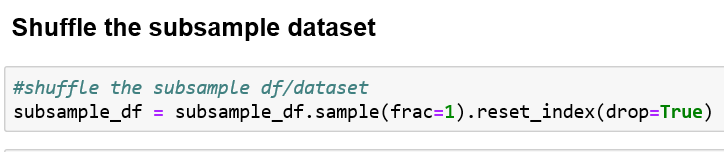 Shuffle the subsample dataset
#shuffle the subsample df/dataset
subsample_df = subsample_df.sample(frac=1).reset_index(drop=True)